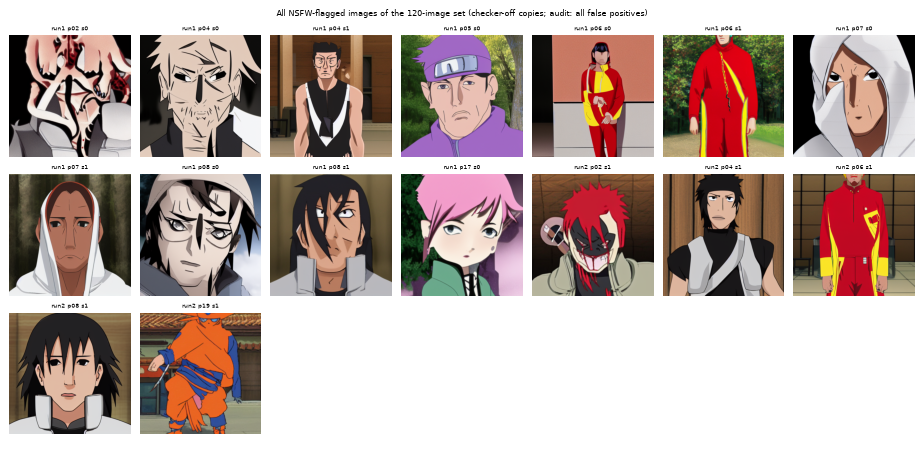 All NSFW-flagged images of the 120-image set (checker-off copies; audit: all false positives)
run1 p02 s0
run1 p04 s0
run1 p04 s1
run1 p05 s0
run1 p06 s0
run1 p06 s1
run1 p07 s0
run1 p07 s1
run1 p08 s0
run1 p08 s1
run1 p17 s0
run2 p02 s1
run2 p04 s1
run2 p06 s1
run2 p08 s1
run2 p19 s1